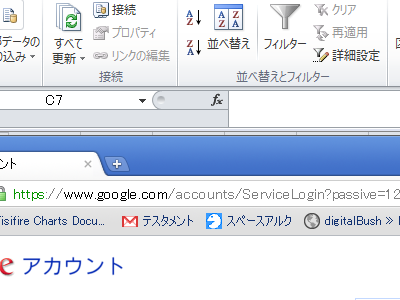 接続 クリア
すべて プロパティ 並べ替え フィルター 再適用
データの 更新 リンクの編集 詳細設定
込み
接続 並べ替えとフィルター
C7 fx
ント
https://www.google.com/accounts/ServiceLogin?passive=12
isifire Charts Docu... テスタメント スペースアルク digitalBush »
e アカウント